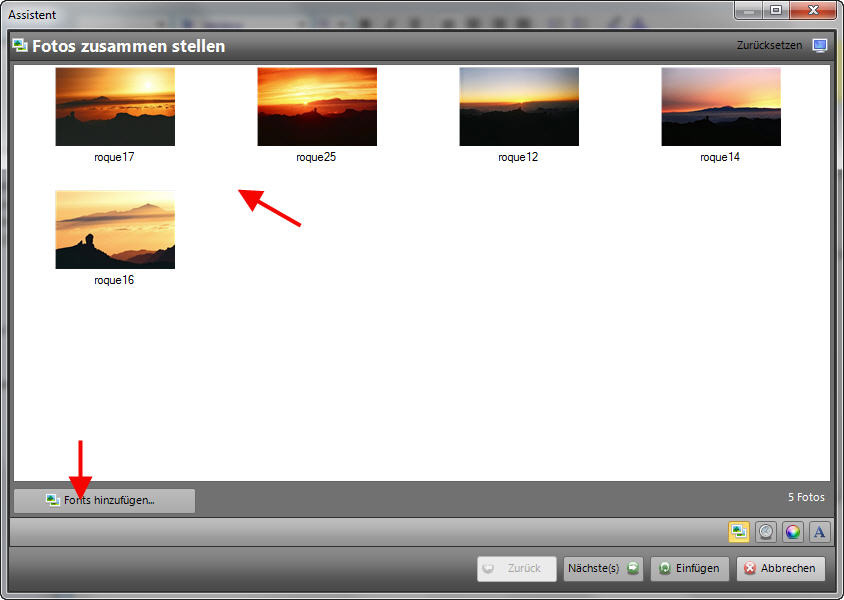 Assistent
Fotos zusammen stellen
Zurücksetzen
roque17
roque25
roque12
roque14
roque16
Fonts hinzufügen...
5 Fotos
A
Zurück
Nächste(s)
Einfügen
Abbrechen